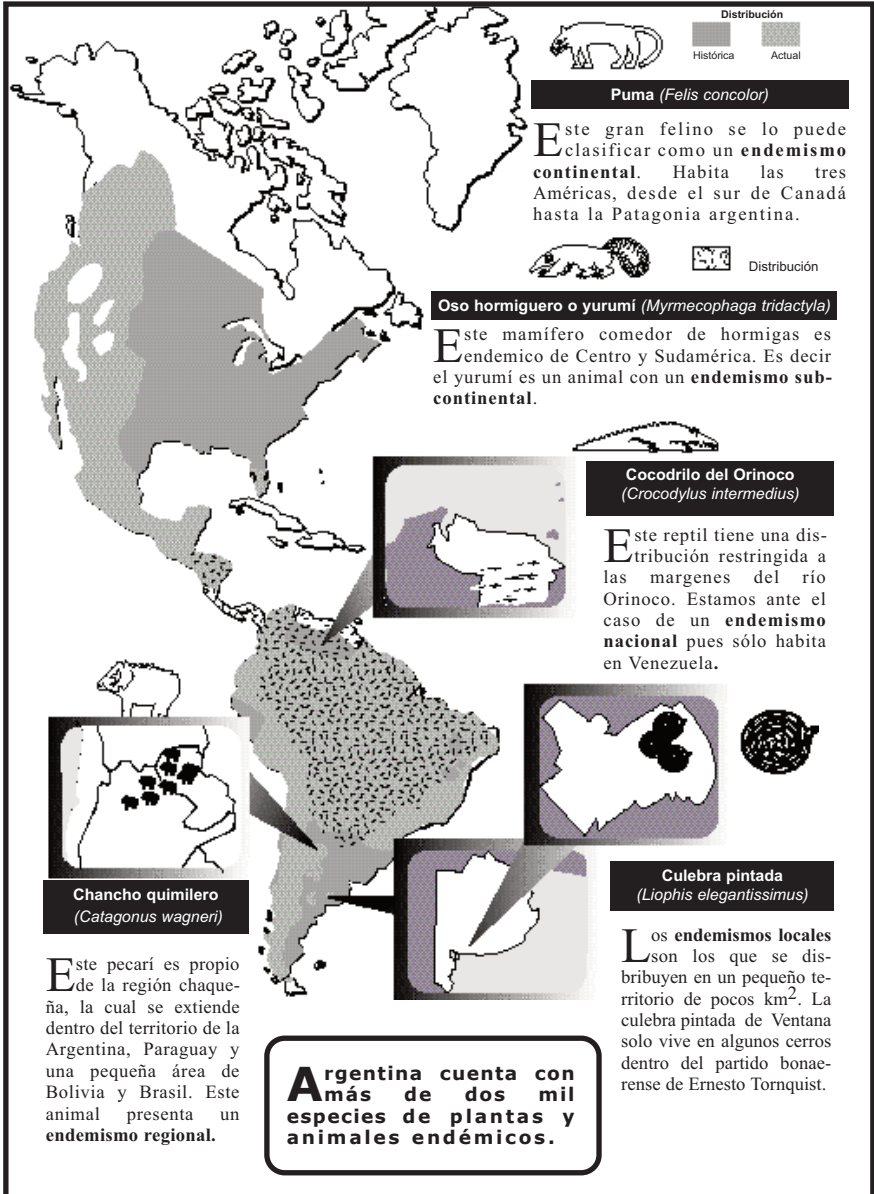 Distribución
Histórica
Actual
Puma (Felis concolor)
Este gran felino se lo puede
clasificar como un endemismo
continental. Habita las tres
Américas, desde el sur de Canadá
hasta la Patagonia argentina.
Distribución
Oso hormiguero o yurumí (Myrmecophaga tridactyla)
Este mamífero comedor de hormigas es
endemico de Centro y Sudamérica. Es decir
el yurumí es un animal con un endemismo sub-
continental.
Cocodrilo del Orinoco
(Crocodylus intermedius)
Este reptil tiene una dis-
tribución restringida a
las margenes del río
Orinoco. Estamos ante el
caso de un endemismo
nacional pues sólo habita
en Venezuela.
Chancho quimilero
(Catagonus wagneri)
Este pecarí es propio
de la región chaque-
ña, la cual se extiende
dentro del territorio de la
Argentina, Paraguay y
una pequeña área de
Bolivia y Brasil. Este
animal presenta un
endemismo regional.
Culebra pintada
(Liophis elegantissimus)
Los endemismos locales
son los que se dis-
bribuyen en un pequeño te-
rritorio de pocos km2. La
culebra pintada de Ventana
solo vive en algunos cerros
dentro del partido bonae-
rense de Ernesto Tornquist.
Argentina cuenta con
más de dos mil
especies de plantas y
animales endémicos.